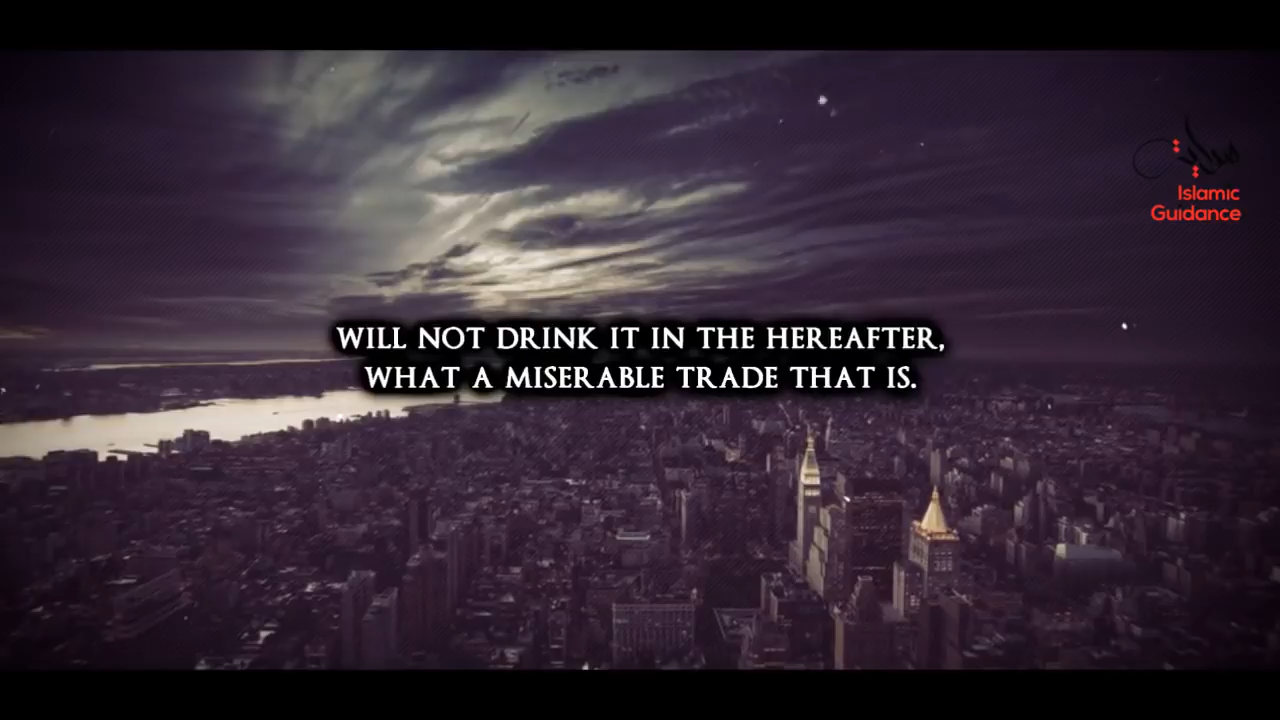 Islamic
Guidance
WILL NOT DRINK IT IN THE HEREAFTER,
WHAT A MISERABLE TRADE THAT IS.